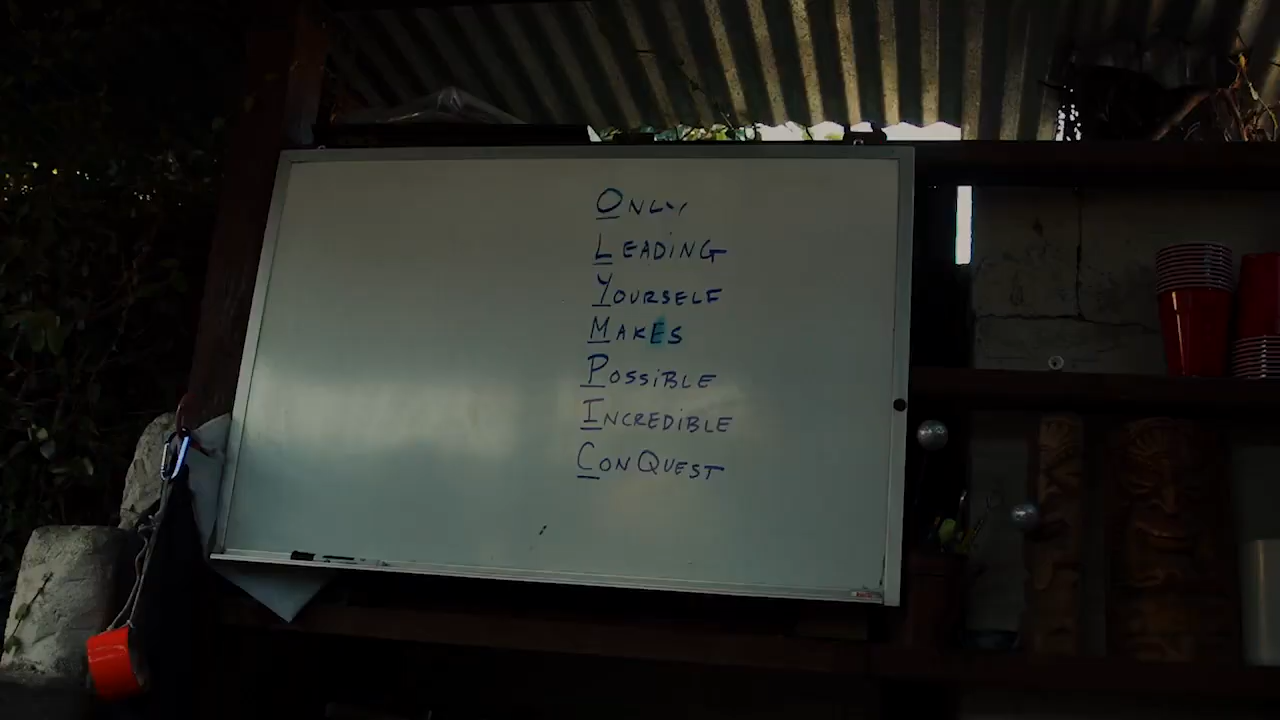 ONLY
LEADING
YOURSELF
MAKES
POSSIBLE
INCREDIBLE
CONQUEST